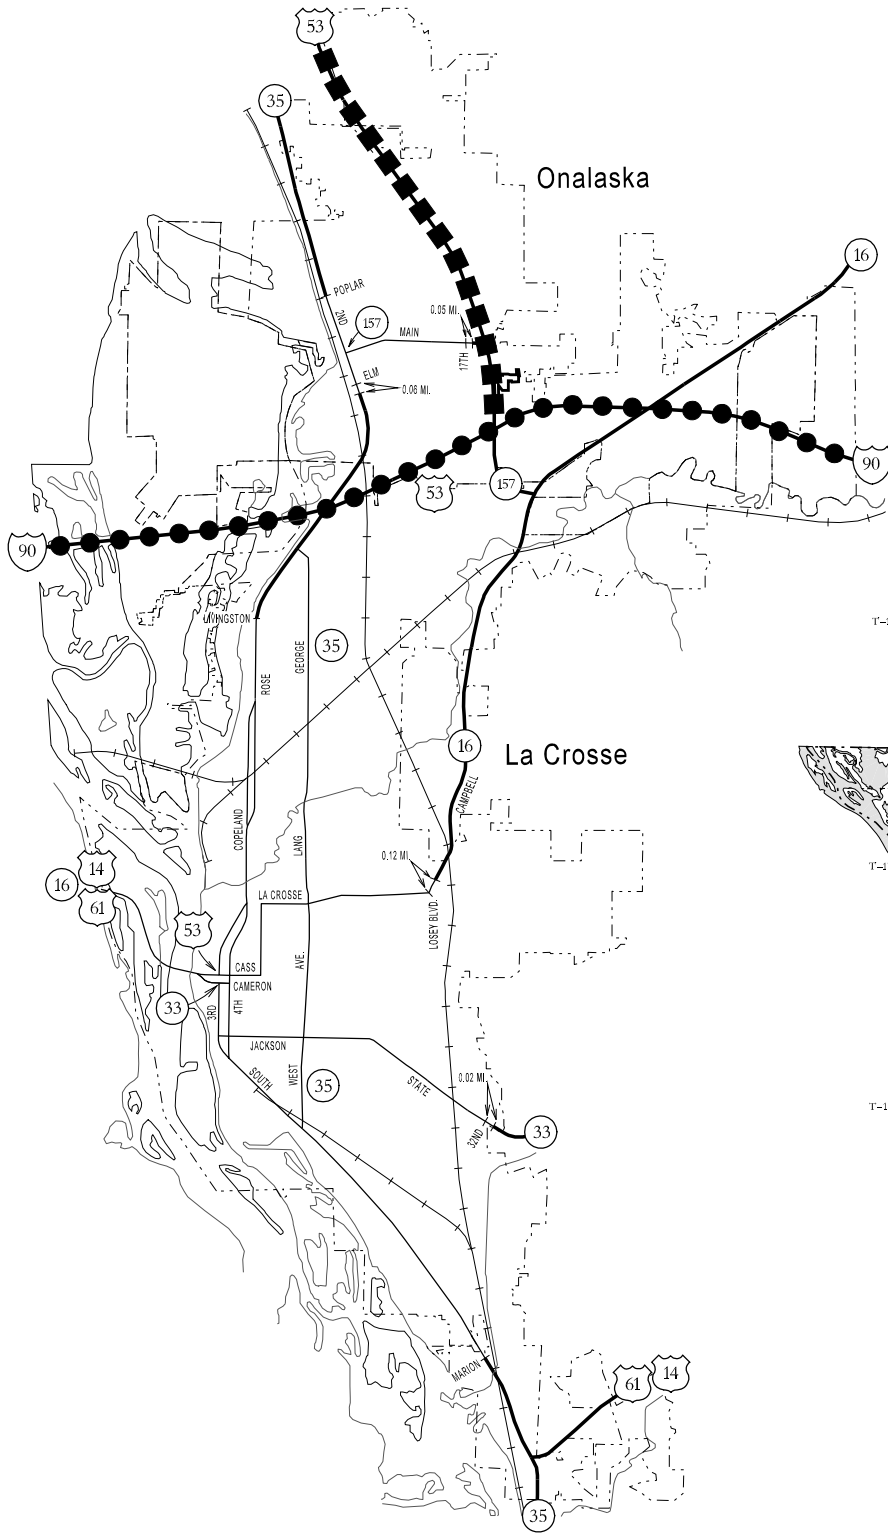 53
35
Onalaska
16
POPLAR
2ND
157
0.05 MI.
MAIN
17TH
ELM
0.06 MI.
90
53
157
90
LIVINGSTON
GEORGE
35
ROSE
16
La Crosse
CAMPBELL
COPELAND
LANG
0.12 MI.
14
16
61
LA CROSSE
LOSEY BLVD.
53
CASS
AVE.
CAMERON
33
3RD
4TH
JACKSON
SOUTH
WEST
35
STATE
0.02 MI.
32ND
33
MARION
61
14
35